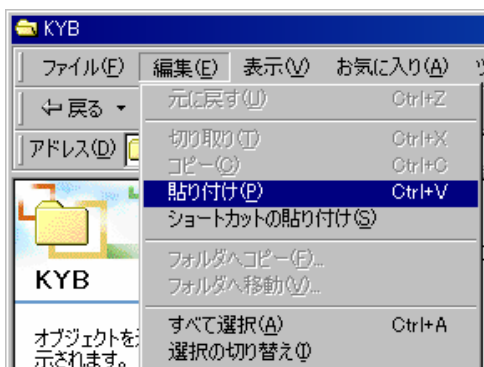 KYB
ファイル(F) 編集(E) 表示(V) お気に入り(A)
元に戻す(U) Ctrl+Z
戻る
切り取り(T) Ctrl+X
アドレス(D)
コピー(C) Ctrl+C
貼り付け(P) Ctrl+V
ショートカットの貼り付け(S)
フォルダへコピー(F)...
KYB
フォルダへ移動(V)...
すべて選択(A) Ctrl+A
オブジェクトを
選択の切り替え(I)
示されます。